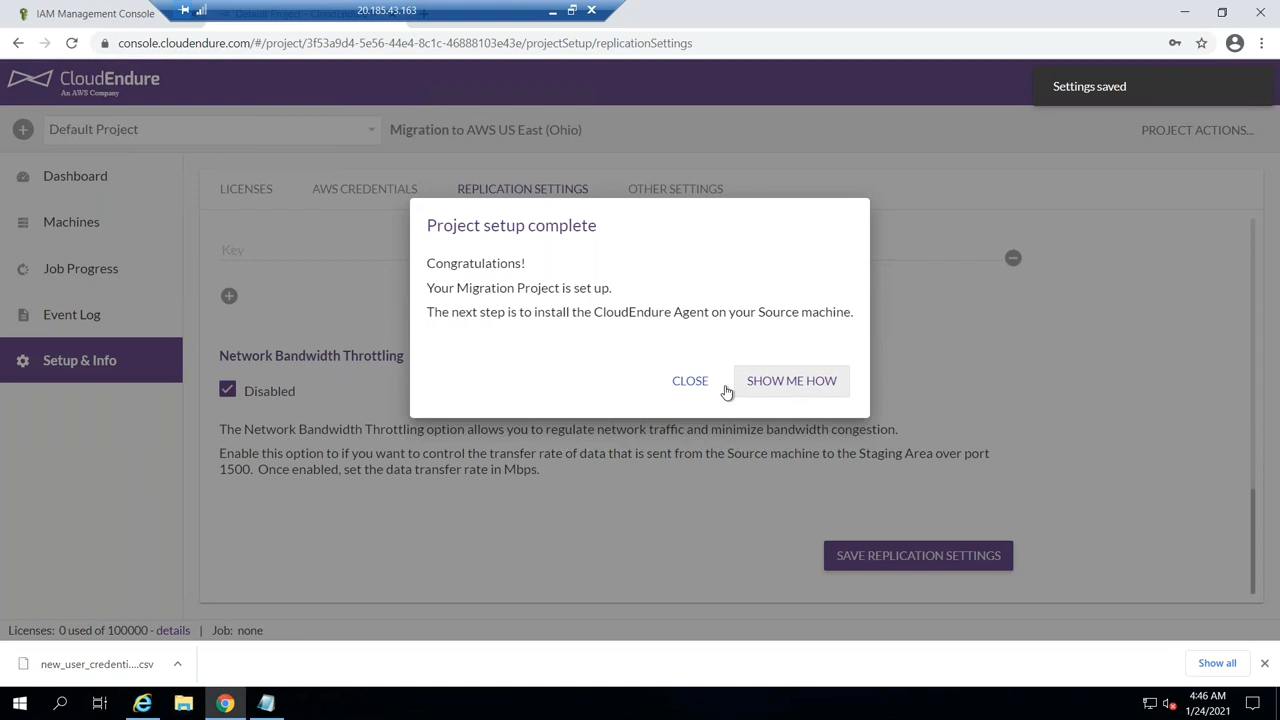 IAM Management Console
Default Project - CloudEndure
20.185.43.163
console.cloudendure.com/#/project/3f53a9d4-5e56-44e4-8c1c-46888103e43e/projectSetup/replicationSettings
CloudEndure
An AWS Company
Settings saved
Default Project
Migration to AWS US East (Ohio)
PROJECT ACTIONS...
Dashboard
Machines
Job Progress
Event Log
Setup & Info
LICENSES
AWS CREDENTIALS
REPLICATION SETTINGS
OTHER SETTINGS
Key
Project setup complete
Congratulations!
Your Migration Project is set up.
The next step is to install the CloudEndure Agent on your Source machine.
CLOSE
SHOW ME HOW
Network Bandwidth Throttling
Disabled
The Network Bandwidth Throttling option allows you to regulate network traffic and minimize bandwidth congestion.
Enable this option to if you want to control the transfer rate of data that is sent from the Source machine to the Staging Area over port
1500. Once enabled, set the data transfer rate in Mbps.
SAVE REPLICATION SETTINGS
Licenses: 0 used of 100000 - details | Job: none
new_user_credenti....csv
Show all
4:46 AM
1/24/2021